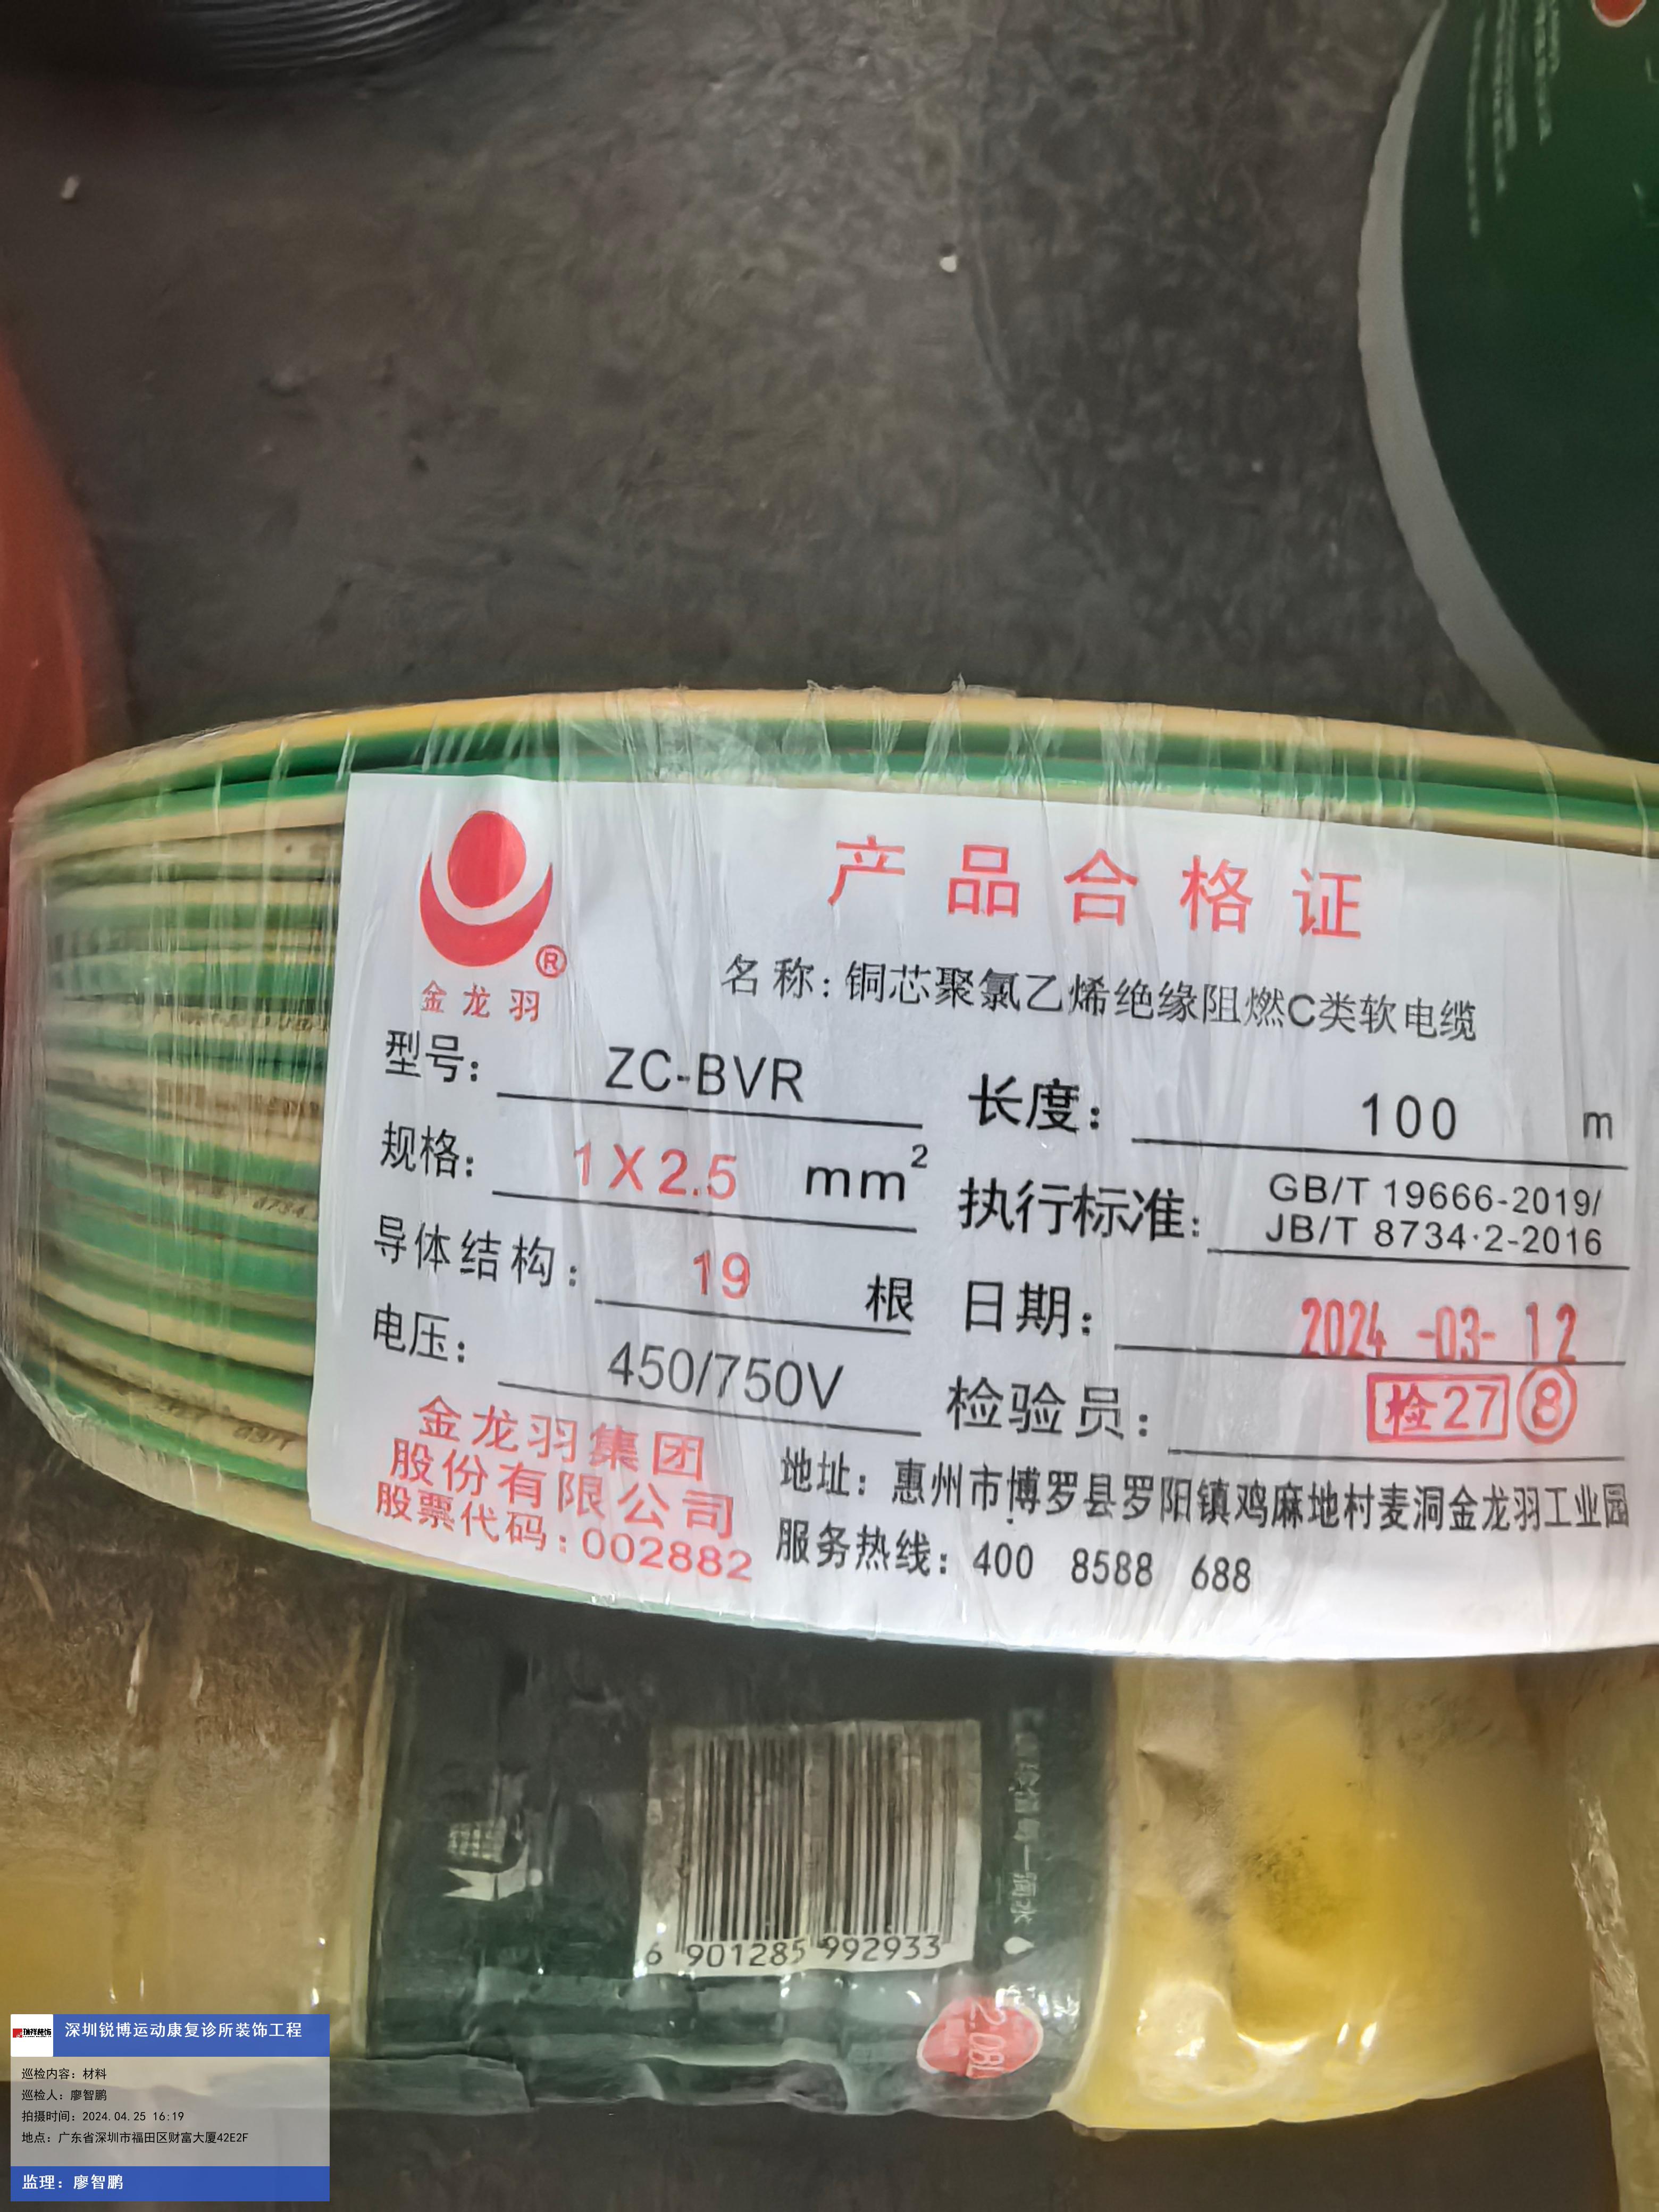 产品合格证
®
金龙羽
名称:铜芯聚氯乙烯绝缘阻燃C类软电缆
型号: ZC-BVR
长度: 100 m
规格: 1X2.5 mm²
执行标准: GB/T 19666-2019/
JB/T 8734·2-2016
导体结构: 19 根
日期: 2024-03-12
电压: 450/750V
检验员: 检27 8
金龙羽集团
股份有限公司
股票代码:002882
地址:惠州市博罗县罗阳镇鸡麻地村麦洞金龙羽工业园
服务热线:400 8588 688
6 901285 992933
2.08L
深圳锐博运动康复诊所装饰工程
巡检内容:材料
巡检人:廖智鹏
拍摄时间:2024.04.25 16:19
地点:广东省深圳市福田区财富大厦42E2F
监理:廖智鹏